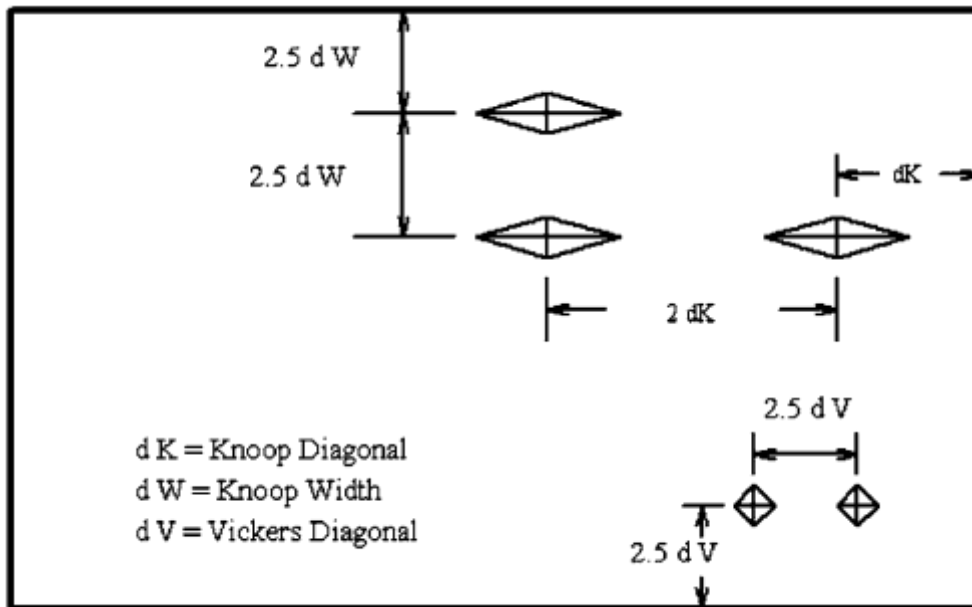 2.5 d W
2.5 d W
dK
2 dK
2.5 d V
d K = Knoop Diagonal
d W = Knoop Width
d V = Vickers Diagonal
2.5 d V